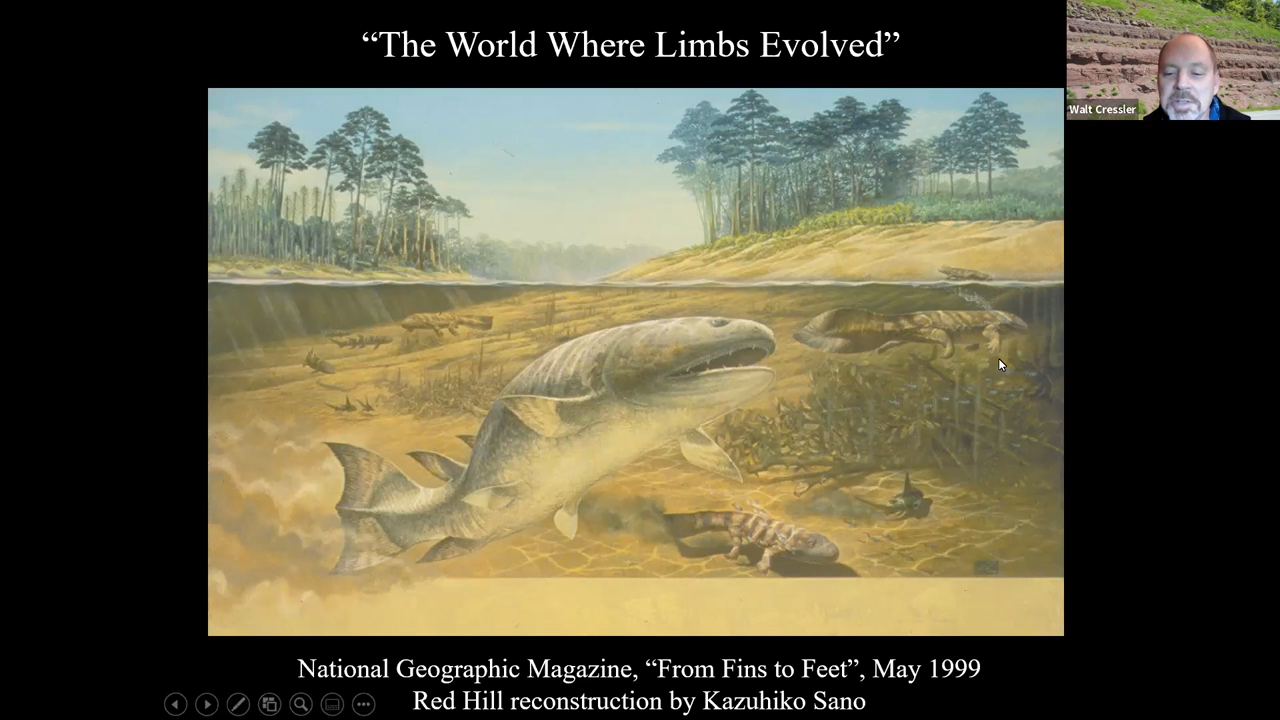 “The World Where Limbs Evolved”
Walt Cressler
National Geographic Magazine, “From Fins to Feet”, May 1999
Red Hill reconstruction by Kazuhiko Sano